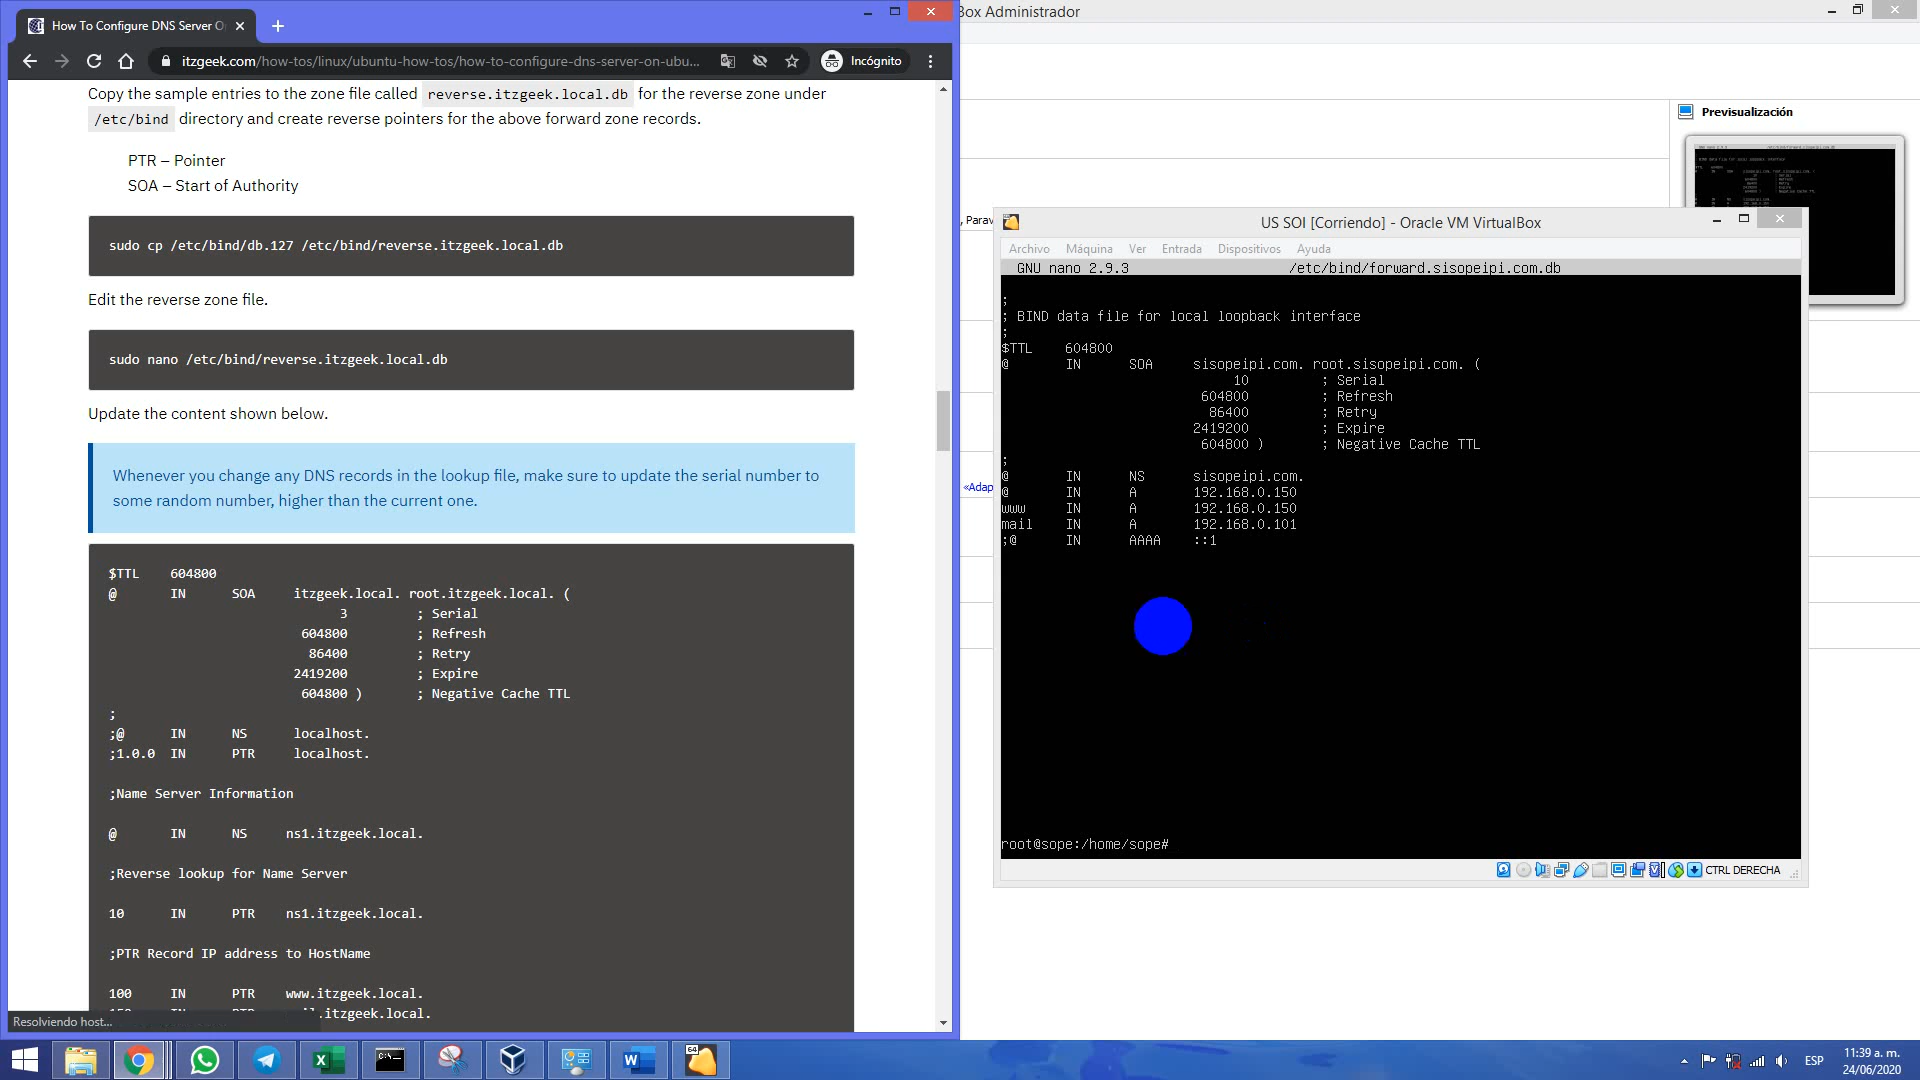 How To Configure DNS Server O
itzgeek.com/how-tos/linux/ubuntu-how-tos/how-to-configure-dns-server-on-ubu...
Incógnito
Copy the sample entries to the zone file called reverse.itzgeek.local.db for the reverse zone under
/etc/bind directory and create reverse pointers for the above forward zone records.
PTR – Pointer
SOA – Start of Authority
sudo cp /etc/bind/db.127 /etc/bind/reverse.itzgeek.local.db
Edit the reverse zone file.
sudo nano /etc/bind/reverse.itzgeek.local.db
Update the content shown below.
Whenever you change any DNS records in the lookup file, make sure to update the serial number to
some random number, higher than the current one.
$TTL 604800
@ IN SOA itzgeek.local. root.itzgeek.local. (
3 ; Serial
604800 ; Refresh
86400 ; Retry
2419200 ; Expire
604800 ) ; Negative Cache TTL
;
;@ IN NS localhost.
;1.0.0 IN PTR localhost.
;Name Server Information
@ IN NS ns1.itzgeek.local.
;Reverse lookup for Name Server
10 IN PTR ns1.itzgeek.local.
;PTR Record IP address to HostName
100 IN PTR www.itzgeek.local.
.itzgeek.local.
Resolviendo host...
Box Administrador
Previsualización
, Parav
«Adap
US SOI [Corriendo] - Oracle VM VirtualBox
Archivo Máquina Ver Entrada Dispositivos Ayuda
GNU nano 2.9.3 /etc/bind/forward.sisopeipi.com.db
;
; BIND data file for local loopback interface
;
$TTL 604800
@ IN SOA sisopeipi.com. root.sisopeipi.com. (
10 ; Serial
604800 ; Refresh
86400 ; Retry
2419200 ; Expire
604800 ) ; Negative Cache TTL
;
@ IN NS sisopeipi.com.
@ IN A 192.168.0.150
www IN A 192.168.0.150
mail IN A 192.168.0.101
;@ IN AAAA ::1
root@sope:/home/sope#
CTRL DERECHA
64
ESP
11:39 a. m.
24/06/2020